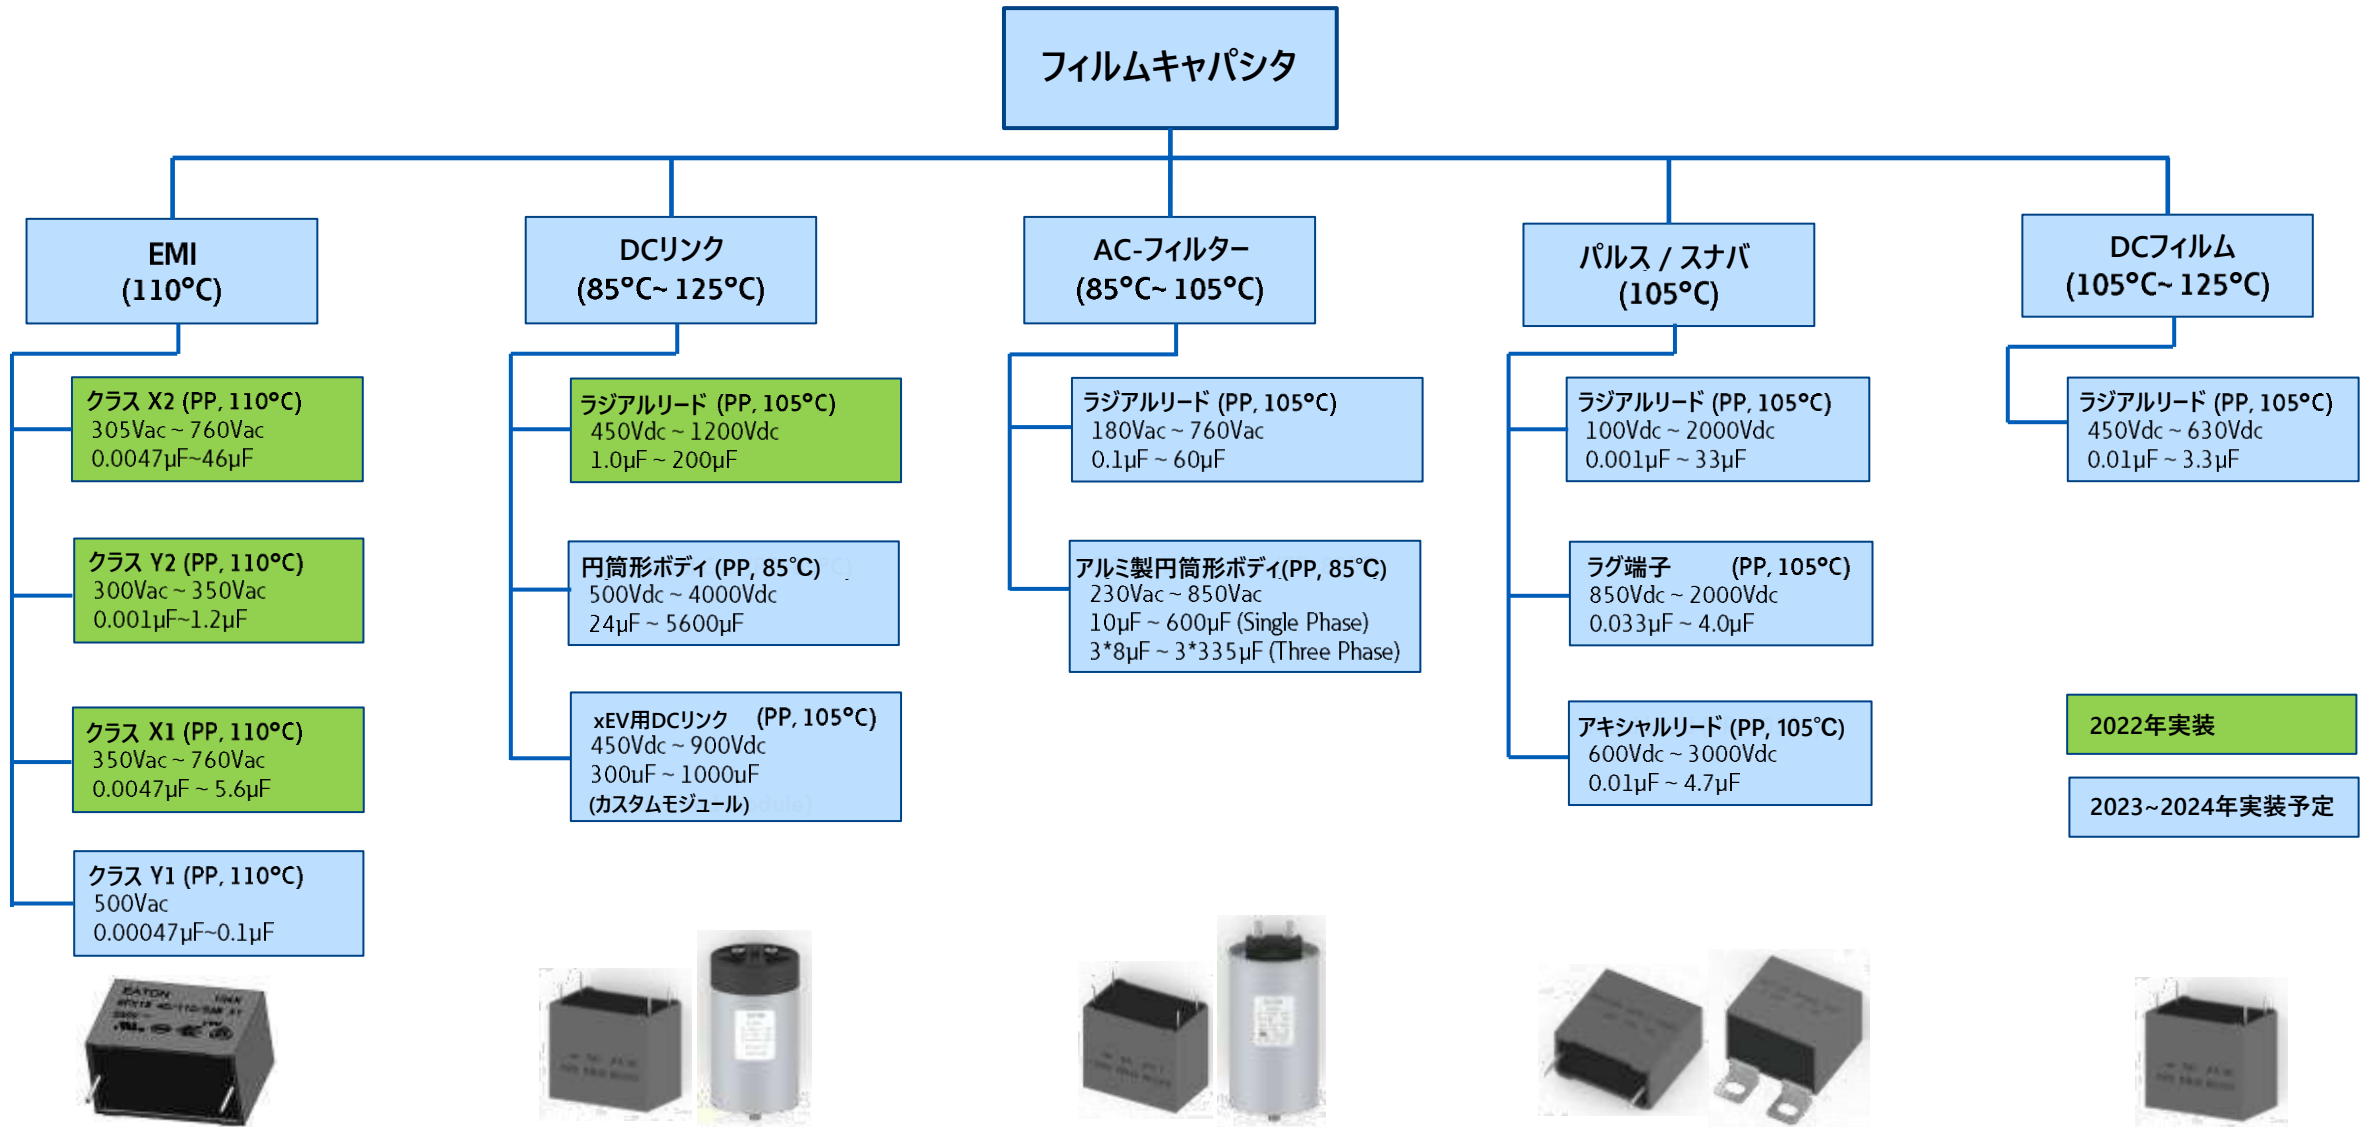 フィルムキャパシタ
EMI
(110°C)
クラス X2 (PP, 110°C)
305Vac ~ 760Vac
0.0047µF~46µF
クラス Y2 (PP, 110°C)
300Vac ~ 350Vac
0.001µF~1.2µF
クラス X1 (PP, 110°C)
350Vac ~ 760Vac
0.0047µF ~ 5.6µF
クラス Y1 (PP, 110°C)
500Vac
0.00047µF~0.1µF
DCリンク
(85°C~ 125°C)
ラジアルリード (PP, 105°C)
450Vdc ~ 1200Vdc
1.0µF ~ 200µF
円筒形ボディ (PP, 85℃)
500Vdc ~ 4000Vdc
24µF ~ 5600µF
xEV用DCリンク (PP, 105°C)
450Vdc ~ 900Vdc
300uF ~ 1000uF
(カスタムモジュール)
AC-フィルター
(85°C~ 105°C)
ラジアルリード (PP, 105°C)
180Vac ~ 760Vac
0.1µF ~ 60µF
アルミ製円筒形ボディ(PP, 85℃)
230Vac ~ 850Vac
10µF ~ 600µF (Single Phase)
3*8µF ~ 3*335µF (Three Phase)
パルス / スナバ
(105°C)
ラジアルリード (PP, 105°C)
100Vdc ~ 2000Vdc
0.001µF ~ 33µF
ラグ端子 (PP, 105°C)
850Vdc ~ 2000Vdc
0.033µF ~ 4.0µF
アキシャルリード (PP, 105℃)
600Vdc ~ 3000Vdc
0.01µF ~ 4.7µF
DCフィルム
(105°C~ 125°C)
ラジアルリード (PP, 105°C)
450Vdc ~ 630Vdc
0.01µF ~ 3.3µF
2022年実装
2023~2024年実装予定
EATON